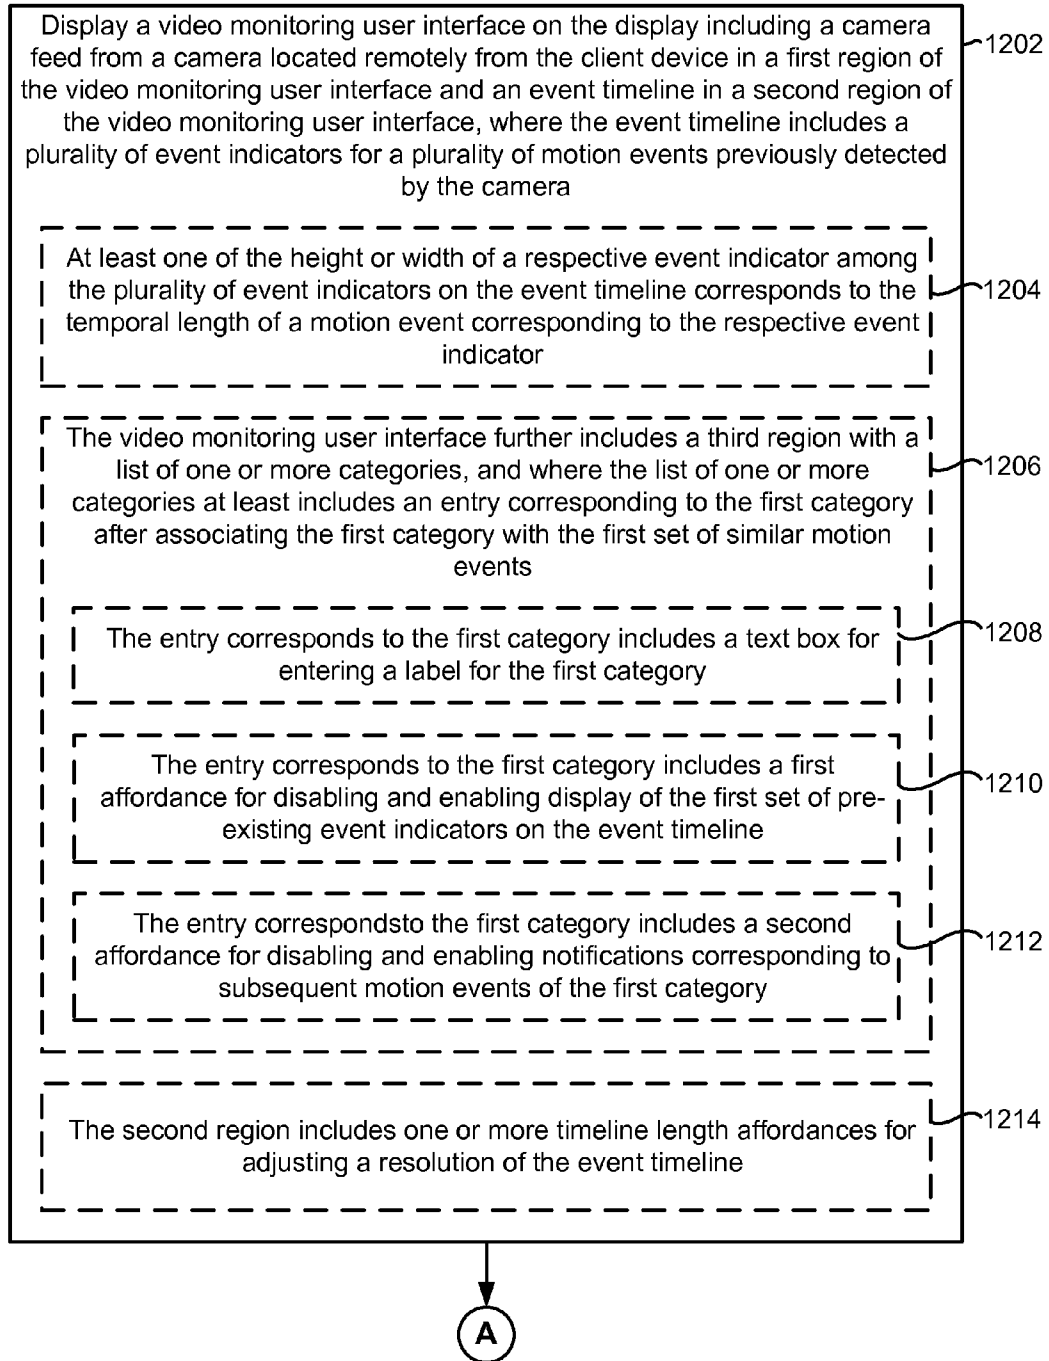 Display a video monitoring user interface on the display including a camera
feed from a camera located remotely from the client device in a first region of
the video monitoring user interface and an event timeline in a second region of
the video monitoring user interface, where the event timeline includes a
plurality of event indicators for a plurality of motion events previously detected
by the camera
1202
At least one of the height or width of a respective event indicator among
the plurality of event indicators on the event timeline corresponds to the
temporal length of a motion event corresponding to the respective event
indicator
1204
The video monitoring user interface further includes a third region with a
list of one or more categories, and where the list of one or more
categories at least includes an entry corresponding to the first category
after associating the first category with the first set of similar motion
events
1206
The entry corresponds to the first category includes a text box for
entering a label for the first category
1208
The entry corresponds to the first category includes a first
affordance for disabling and enabling display of the first set of pre-
existing event indicators on the event timeline
1210
The entry correspondsto the first category includes a second
affordance for disabling and enabling notifications corresponding to
subsequent motion events of the first category
1212
The second region includes one or more timeline length affordances for
adjusting a resolution of the event timeline
1214
A